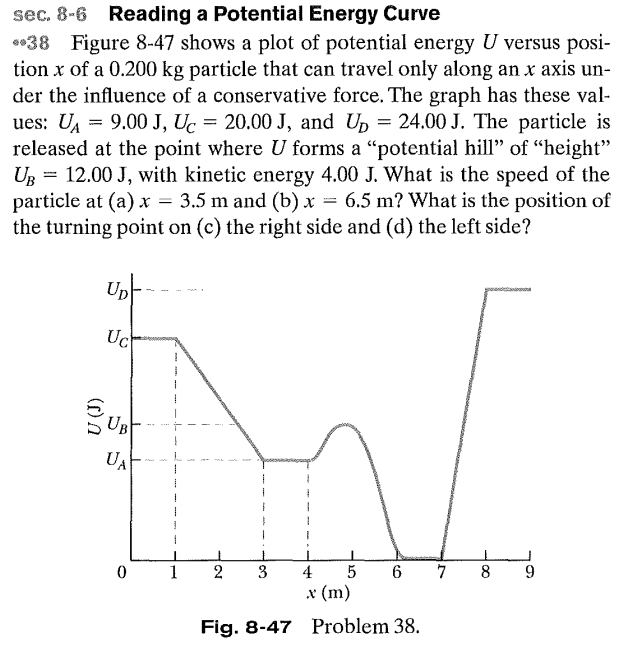 sec. 8-6 Reading a Potential Energy Curve
••38 Figure 8-47 shows a plot of potential energy U versus posi-
tion x of a 0.200 kg particle that can travel only along an x axis un-
der the influence of a conservative force. The graph has these val-
ues: U_A = 9.00 J, U_C = 20.00 J, and U_D = 24.00 J. The particle is
released at the point where U forms a “potential hill” of “height”
U_B = 12.00 J, with kinetic energy 4.00 J. What is the speed of the
particle at (a) x = 3.5 m and (b) x = 6.5 m? What is the position of
the turning point on (c) the right side and (d) the left side?
U_D
U_C
U (J)
U_B
U_A
0 1 2 3 4 5 6 7 8 9
x (m)
Fig. 8-47 Problem 38.